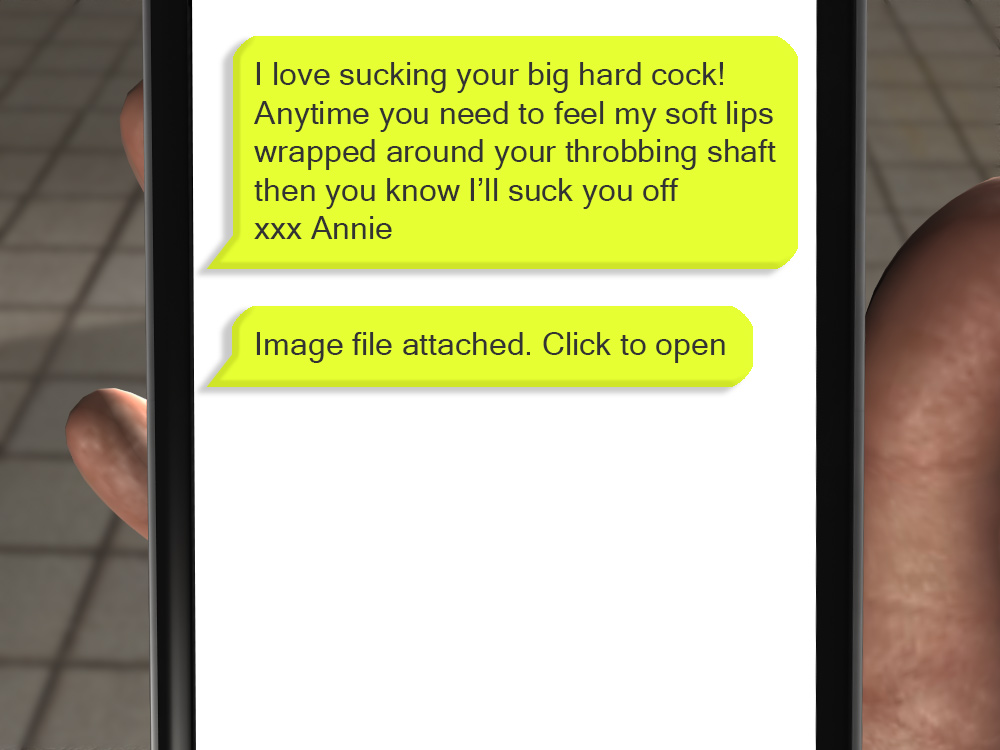 I love sucking your big hard cock!
Anytime you need to feel my soft lips
wrapped around your throbbing shaft
then you know I’ll suck you off
xxx Annie
Image file attached. Click to open